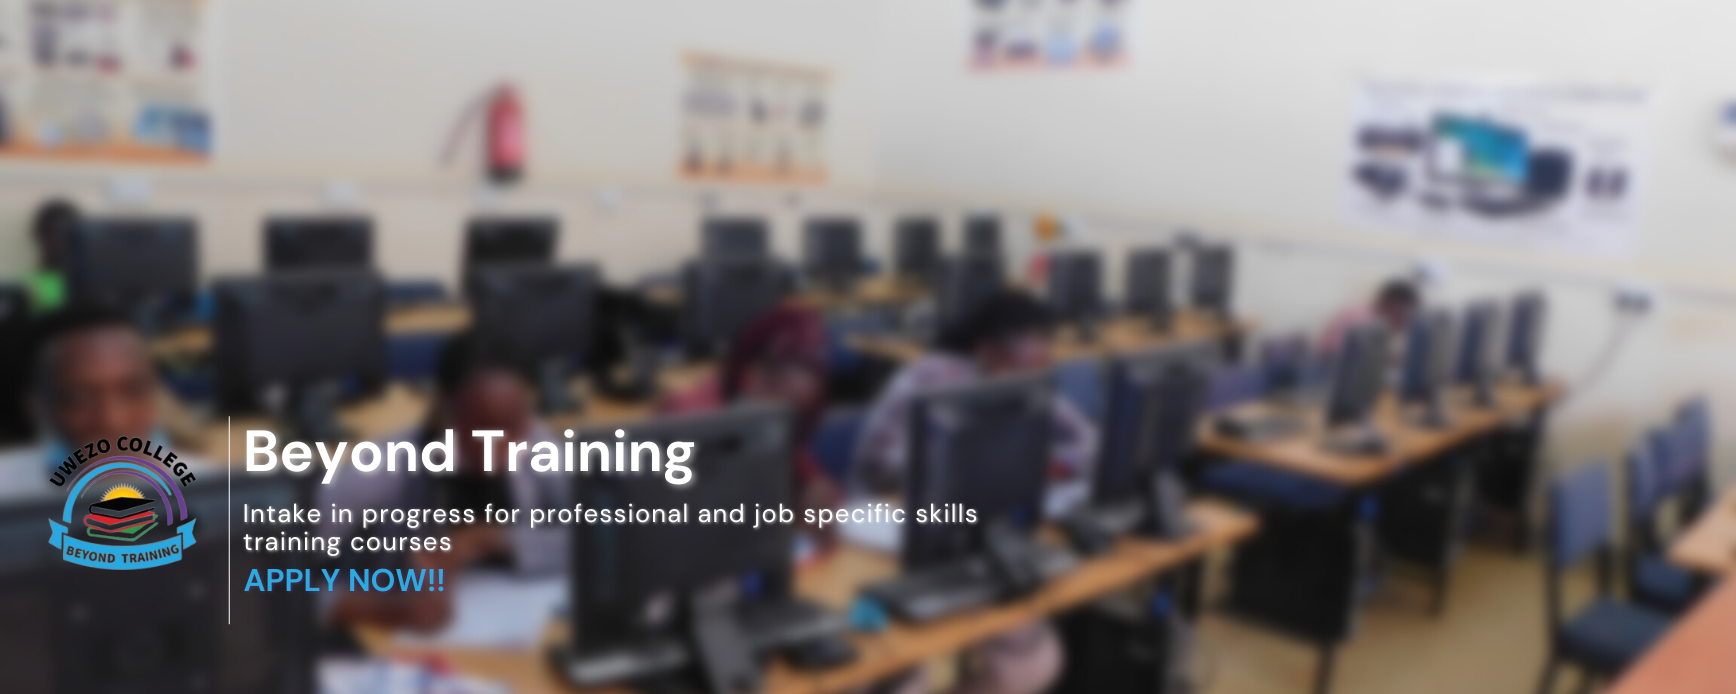 UWEZO COLLEGE
BEYOND TRAINING
Beyond Training
Intake in progress for professional and job specific skills
training courses
APPLY NOW!!